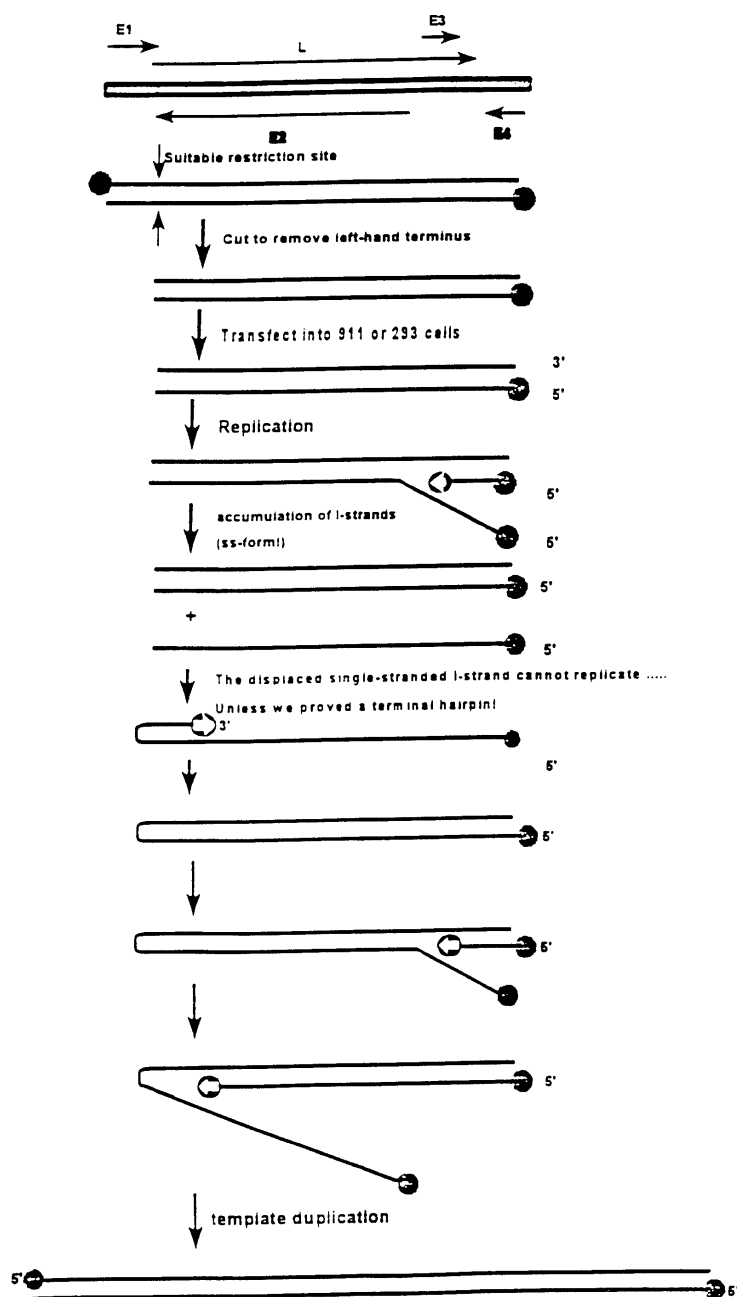 E1
E3
L
E2
E4
Suitable restriction site
Cut to remove left-hand terminus
Transfect into 911 or 293 cells
3'
5'
Replication
5'
accumulation of l-strands
(ss-form!)
5'
5'
+
5'
The displaced single-stranded l-strand cannot replicate .....
Unless we proved a terminal hairpin!
3'
5'
5'
5'
5'
template duplication
5'
5'